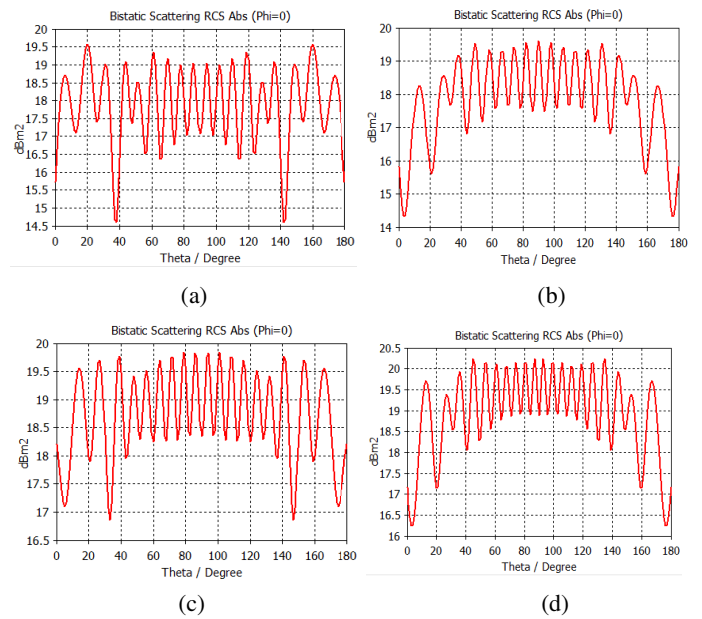 Bistatic Scattering RCS Abs (Phi=0)
20
19.5
19
18.5
18
17.5
17
16.5
16
15.5
15
14.5
dBm2
0 20 40 60 80 100 120 140 160 180
Theta / Degree
(a)
Bistatic Scattering RCS Abs (Phi=0)
20
19
18
17
16
15
14
dBm2
0 20 40 60 80 100 120 140 160 180
Theta / Degree
(b)
Bistatic Scattering RCS Abs (Phi=0)
20
19.5
19
18.5
18
17.5
17
16.5
dBm2
0 20 40 60 80 100 120 140 160 180
Theta / Degree
(c)
Bistatic Scattering RCS Abs (Phi=0)
20.5
20
19.5
19
18.5
18
17.5
17
16.5
16
dBm2
0 20 40 60 80 100 120 140 160 180
Theta / Degree
(d)